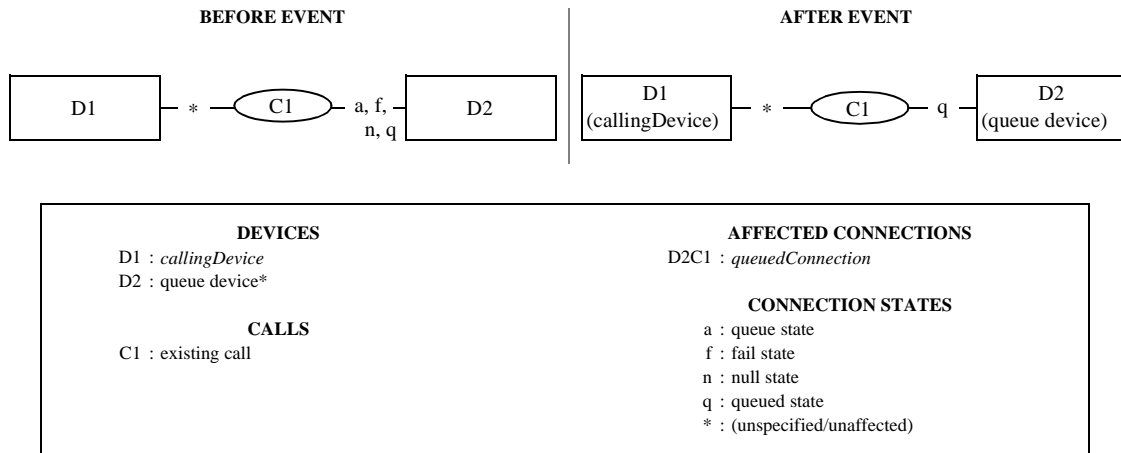 BEFORE EVENT
AFTER EVENT
D1 * C1 a, f, D2
n, q
D1 * C1 q D2
(callingDevice) (queue device)
DEVICES
D1 : callingDevice
D2 : queue device*
CALLS
C1 : existing call
AFFECTED CONNECTIONS
D2C1 : queuedConnection
CONNECTION STATES
a : queue state
f : fail state
n : null state
q : queued state
* : (unspecified/unaffected)